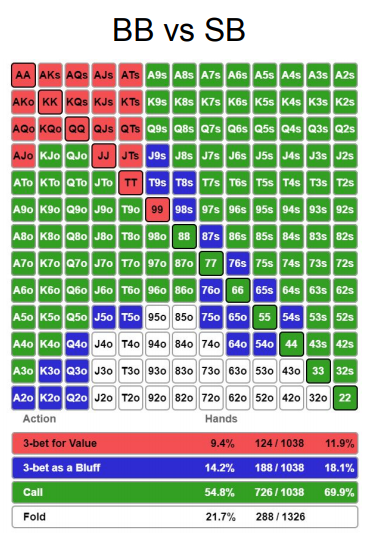 BB vs SB
AA AKs AQs AJs ATs A9s A8s A7s A6s A5s A4s A3s A2s
AKo KK KQs KJs KTs K9s K8s K7s K6s K5s K4s K3s K2s
AQo KQo QQ QJs QTs Q9s Q8s Q7s Q6s Q5s Q4s Q3s Q2s
AJo KJo QJo JJ JTs J9s J8s J7s J6s J5s J4s J3s J2s
ATo KTo QTo JTo TT T9s T8s T7s T6s T5s T4s T3s T2s
A9o K9o Q9o J9o T9o 99 98s 97s 96s 95s 94s 93s 92s
A8o K8o Q8o J8o T8o 98o 88 87s 86s 85s 84s 83s 82s
A7o K7o Q7o J7o T7o 97o 87o 77 76s 75s 74s 73s 72s
A6o K6o Q6o J6o T6o 96o 86o 76o 66 65s 64s 63s 62s
A5o K5o Q5o J5o T5o 95o 85o 75o 65o 55 54s 53s 52s
A4o K4o Q4o J4o T4o 94o 84o 74o 64o 54o 44 43s 42s
A3o K3o Q3o J3o T3o 93o 83o 73o 63o 53o 43o 33 32s
A2o K2o Q2o J2o T2o 92o 82o 72o 62o 52o 42o 32o 22
Action Hands
3-bet for Value 9.4% 124 / 1038 11.9%
3-bet as a Bluff 14.2% 188 / 1038 18.1%
Call 54.8% 726 / 1038 69.9%
Fold 21.7% 288 / 1326